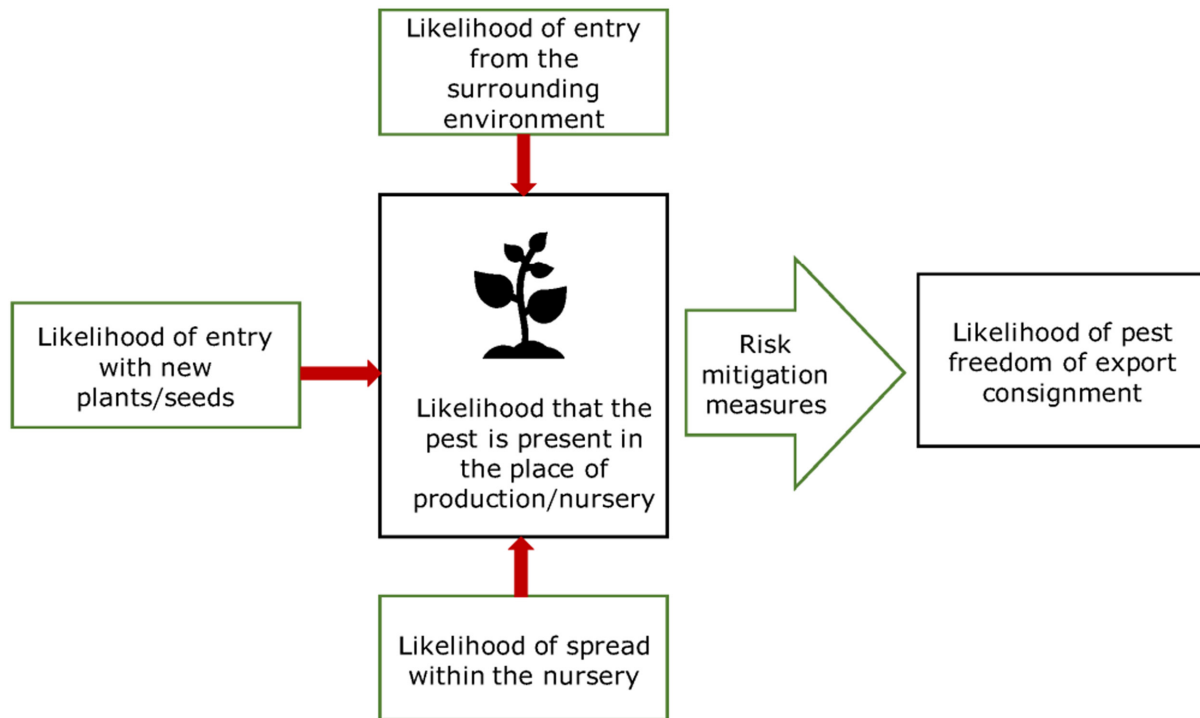 Likelihood of entry
from the
surrounding
environment
Likelihood of entry
with new
plants/seeds
Likelihood that the
pest is present in
the place of
production/nursery
Risk
mitigation
measures
Likelihood of pest
freedom of export
consignment
Likelihood of spread
within the nursery